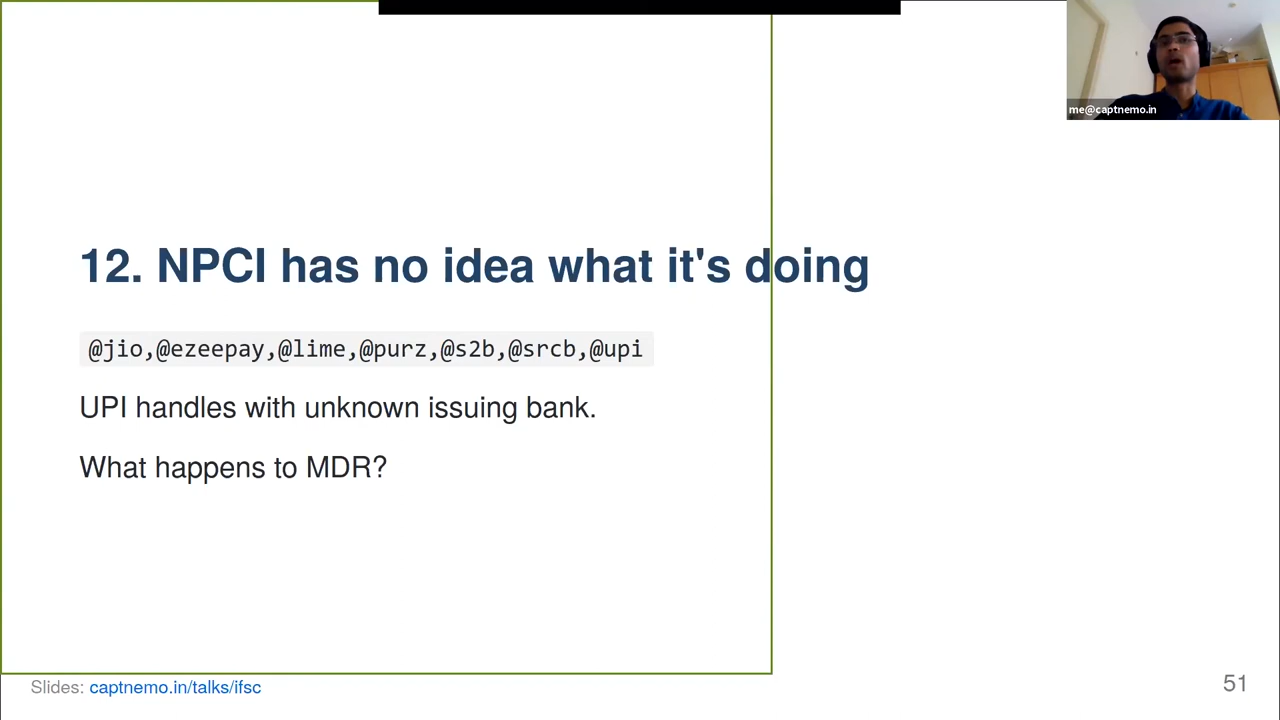 me@captnemo.in
12. NPCI has no idea what it's doing
@jio,@ezeepay,@lime,@purz,@s2b,@srcb,@upi
UPI handles with unknown issuing bank.
What happens to MDR?
Slides: captnemo.in/talks/ifsc
51